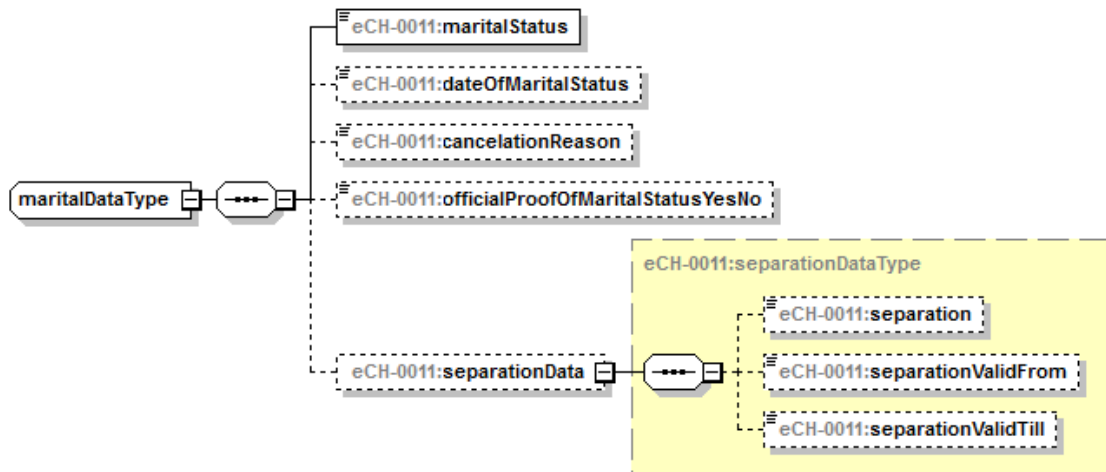 eCH-0011:maritalStatus
eCH-0011:dateOfMaritalStatus
eCH-0011:cancelationReason
maritalDataType
eCH-0011:officialProofOfMaritalStatusYesNo
eCH-0011:separationDataType
eCH-0011:separation
eCH-0011:separationData
eCH-0011:separationValidFrom
eCH-0011:separationValidTill